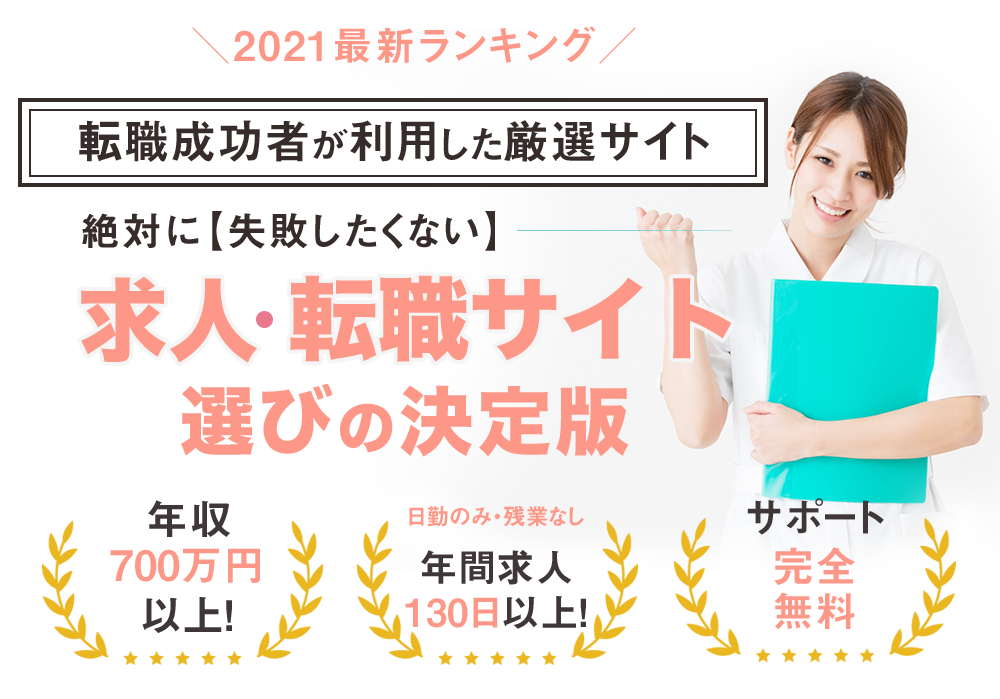 ＼2021最新ランキング／
転職成功者が利用した厳選サイト
絶対に【失敗したくない】
求人・転職サイト
選びの決定版
年収
700万円
以上!
日勤のみ・残業なし
年間求人
130日以上!
サポート
完全
無料